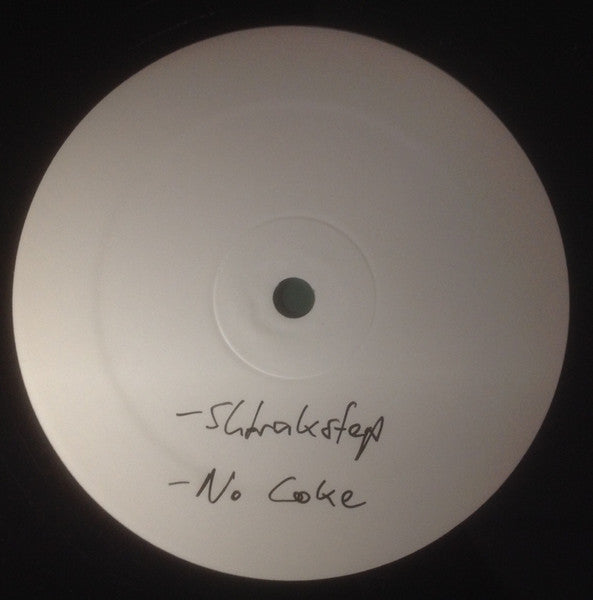 - Shtrakstep
- No Coke